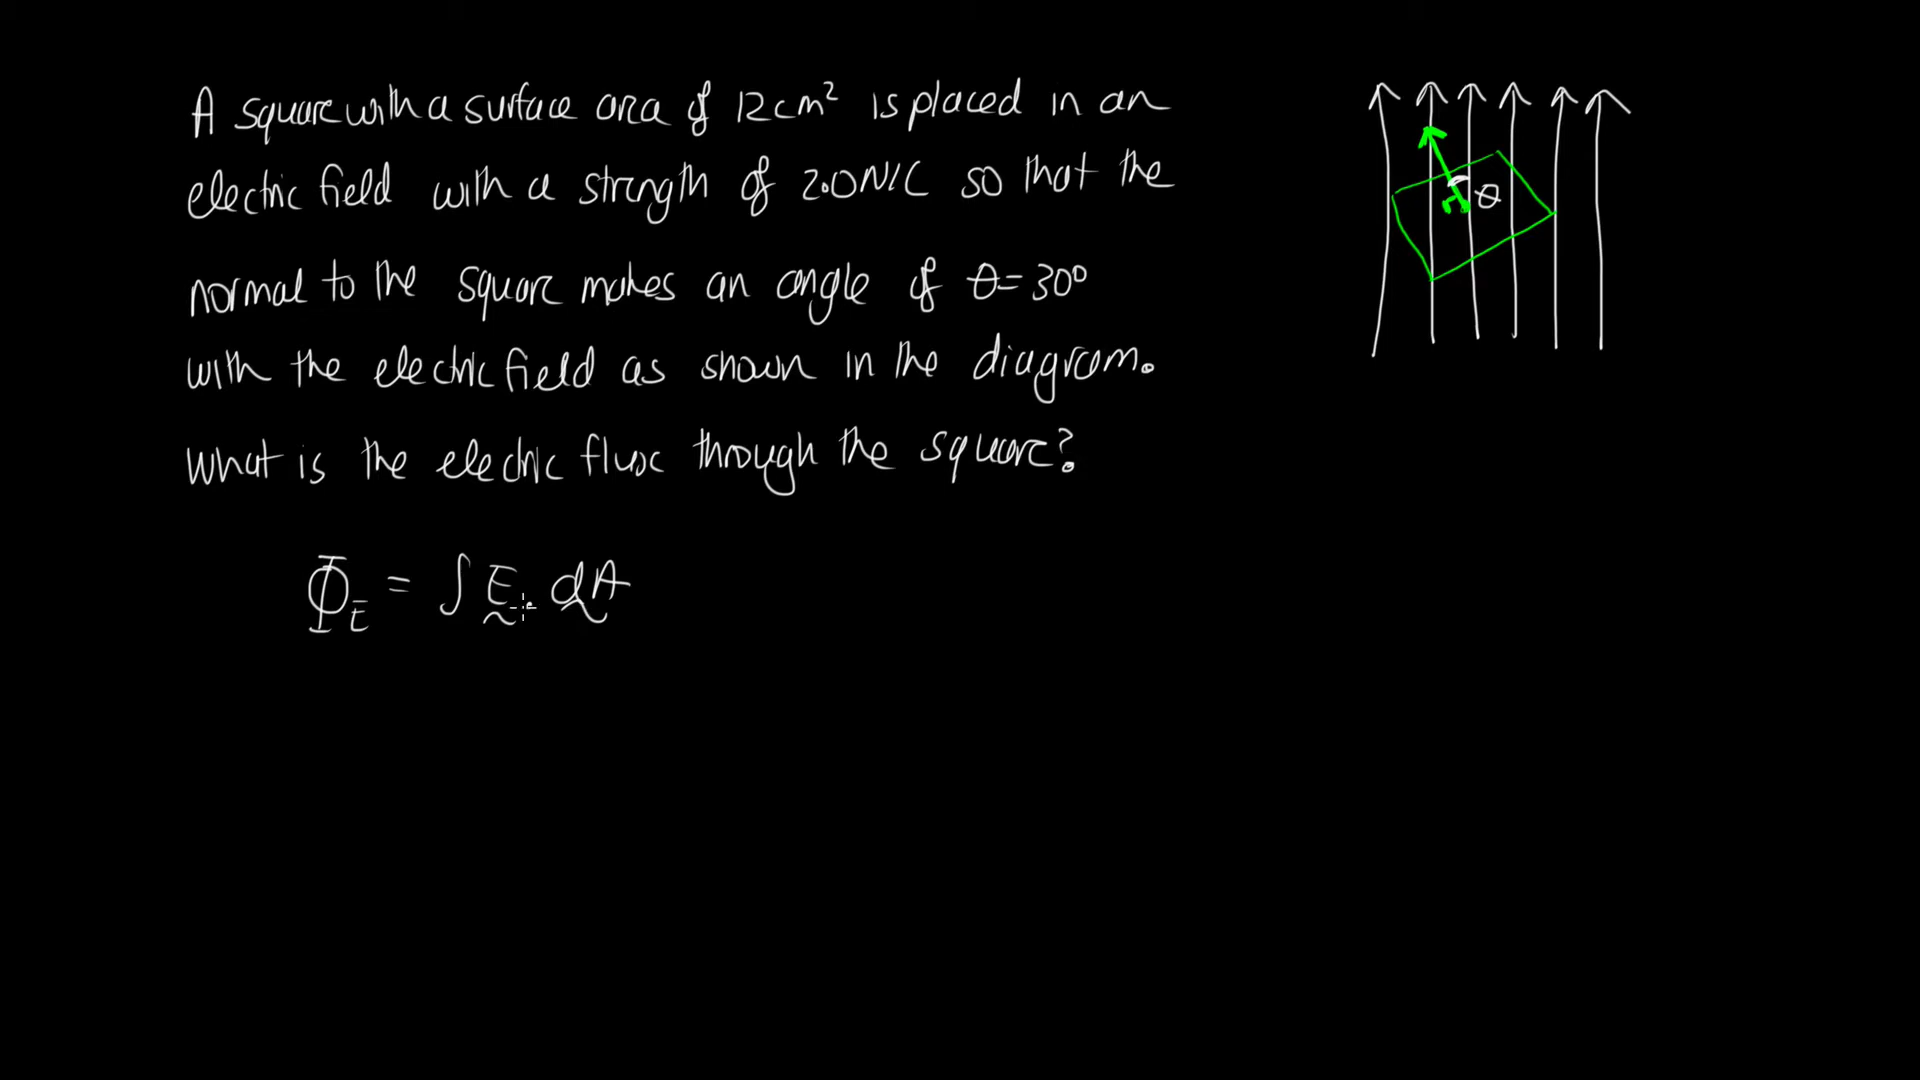 A square with a surface area of 12cm² is placed in an
electric field with a strength of 2.0N/C so that the
normal to the square makes an angle of θ=30°
with the electric field as shown in the diagram.
What is the electric flux through the square?
Φ_E = ∫ E · dA
θ